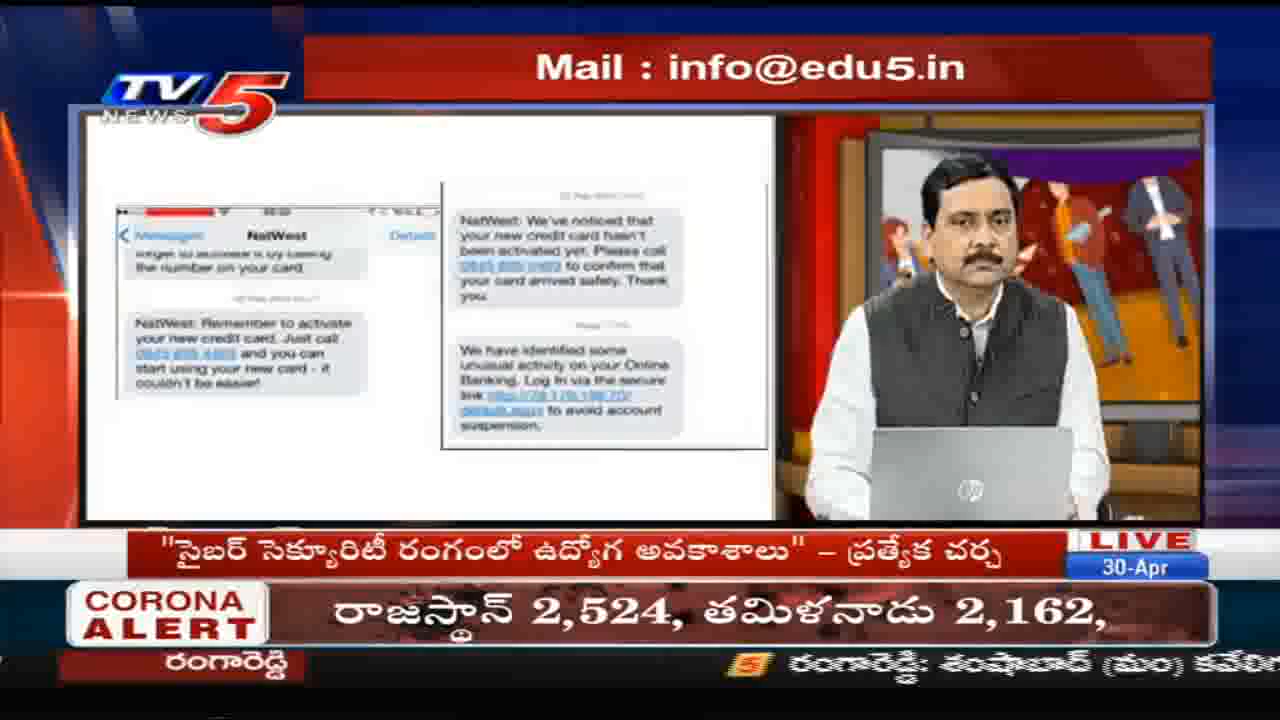 Mail : info@edu5.in
TV5
NEWS
Messages NatWest Details
the number on your card.
NatWest: Remember to activate
your new credit card. Just call
and you can
start using your new card - it
couldn't be easier!
NatWest: We've noticed that
your new credit card hasn't
been activated yet. Please call
to confirm that
your card arrived safely. Thank
you.
We have identified some
unusual activity on your Online
Banking. Log In via the secure
link
to avoid account
suspension.
hp
"సైబర్ సెక్యూరిటీ రంగంలో ఉద్యోగ అవకాశాలు" – ప్రత్యేక చర్చ
LIVE
30-Apr
CORONA
ALERT
రాజస్థాన్ 2,524, తమిళనాడు 2,162,
రంగారెడ్డి
5 రంగారెడ్డి: శంషాబాద్ (మం)